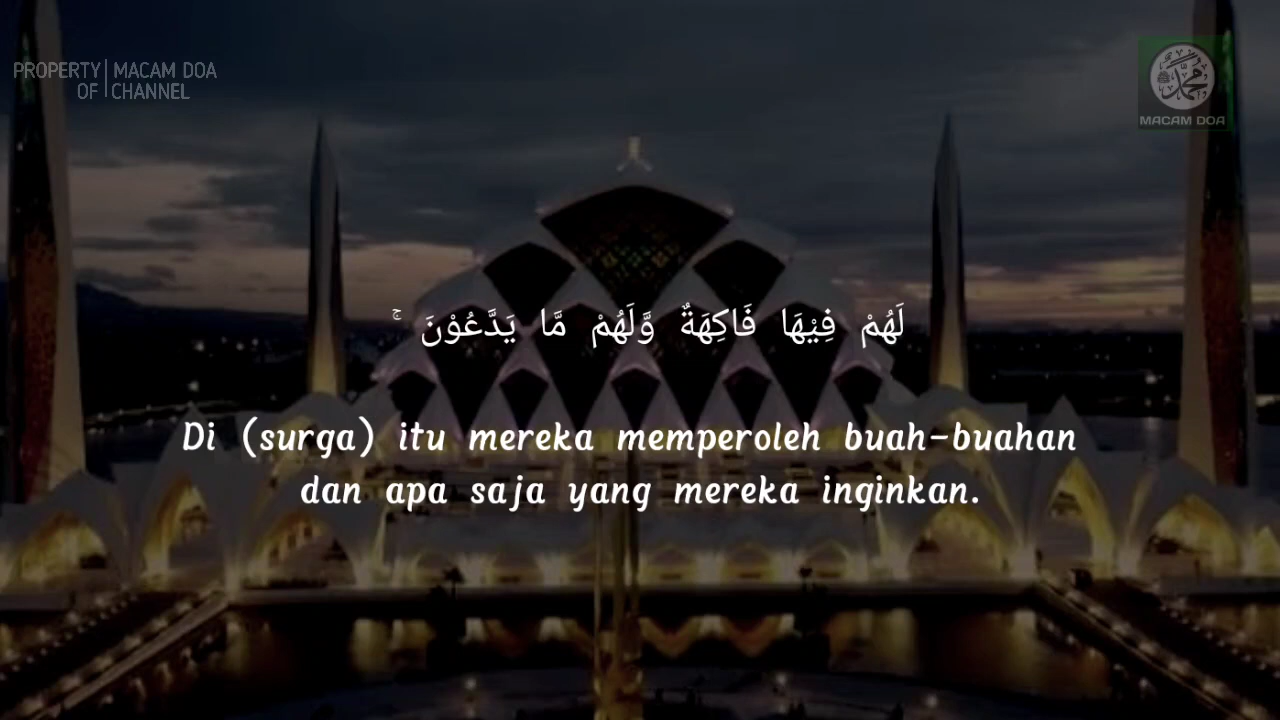 PROPERTY OF | MACAM DOA CHANNEL
محمد
MACAM DOA
لَهُمْ فِيْهَا فَاكِهَةٌ وَّلَهُمْ مَّا يَدَّعُوْنَ ۚ
Di (surga) itu mereka memperoleh buah-buahan
dan apa saja yang mereka inginkan.